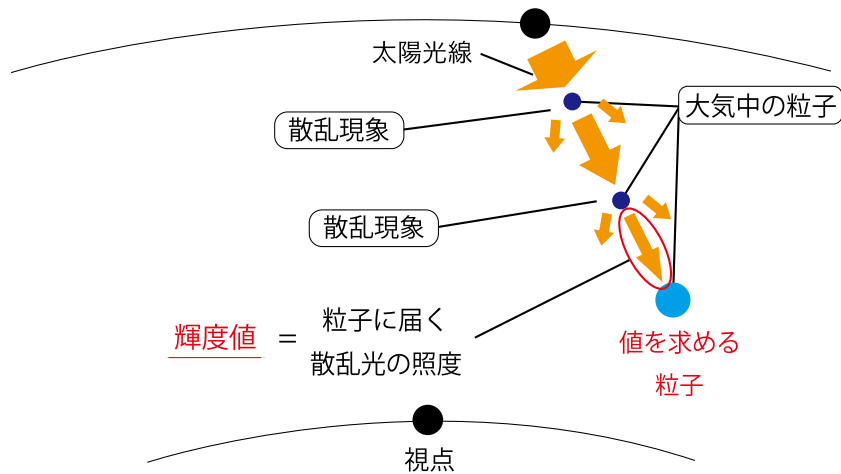 太陽光線
大気中の粒子
散乱現象
散乱現象
輝度値 = 粒子に届く
散乱光の照度
値を求める
粒子
視点